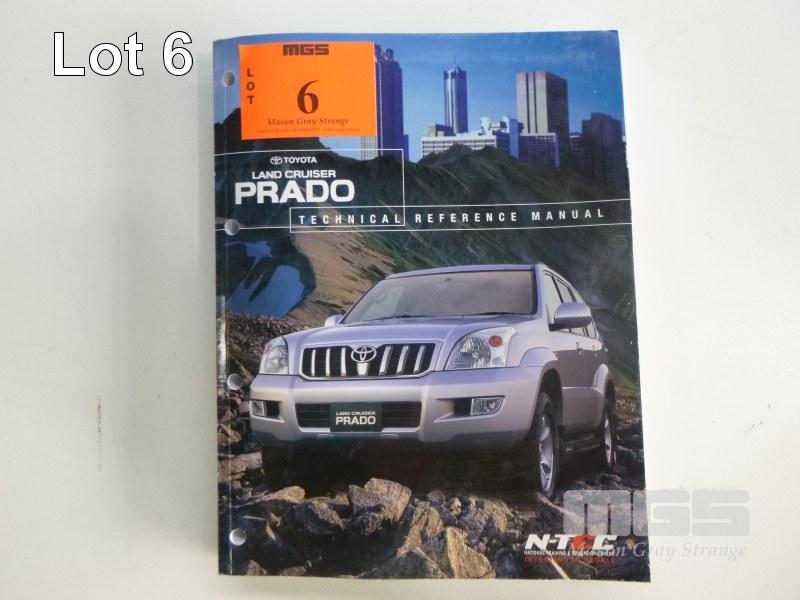 Lot 6
MGS
LOT
6
Mason Gray Strange
TOYOTA
LAND CRUISER
PRADO
TECHNICAL REFERENCE MANUAL
LAND CRUISER
PRADO
MGS
Mason Gray Strange